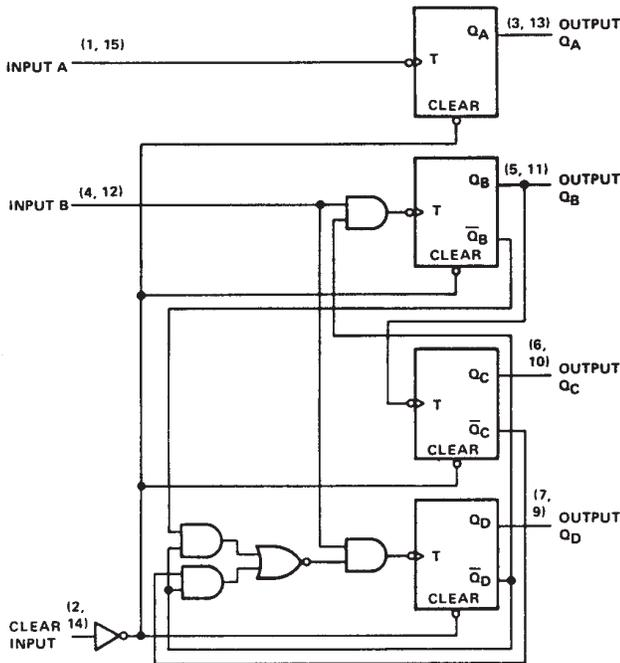 (1, 15)
INPUT A
T
QA
CLEAR
(3, 13)
OUTPUT
QA
(4, 12)
INPUT B
T
QB
Q̅B
CLEAR
(5, 11)
OUTPUT
QB
T
QC
Q̅C
CLEAR
(6,
10)
OUTPUT
QC
T
QD
Q̅D
CLEAR
(7,
9)
OUTPUT
QD
(2,
14)
CLEAR
INPUT